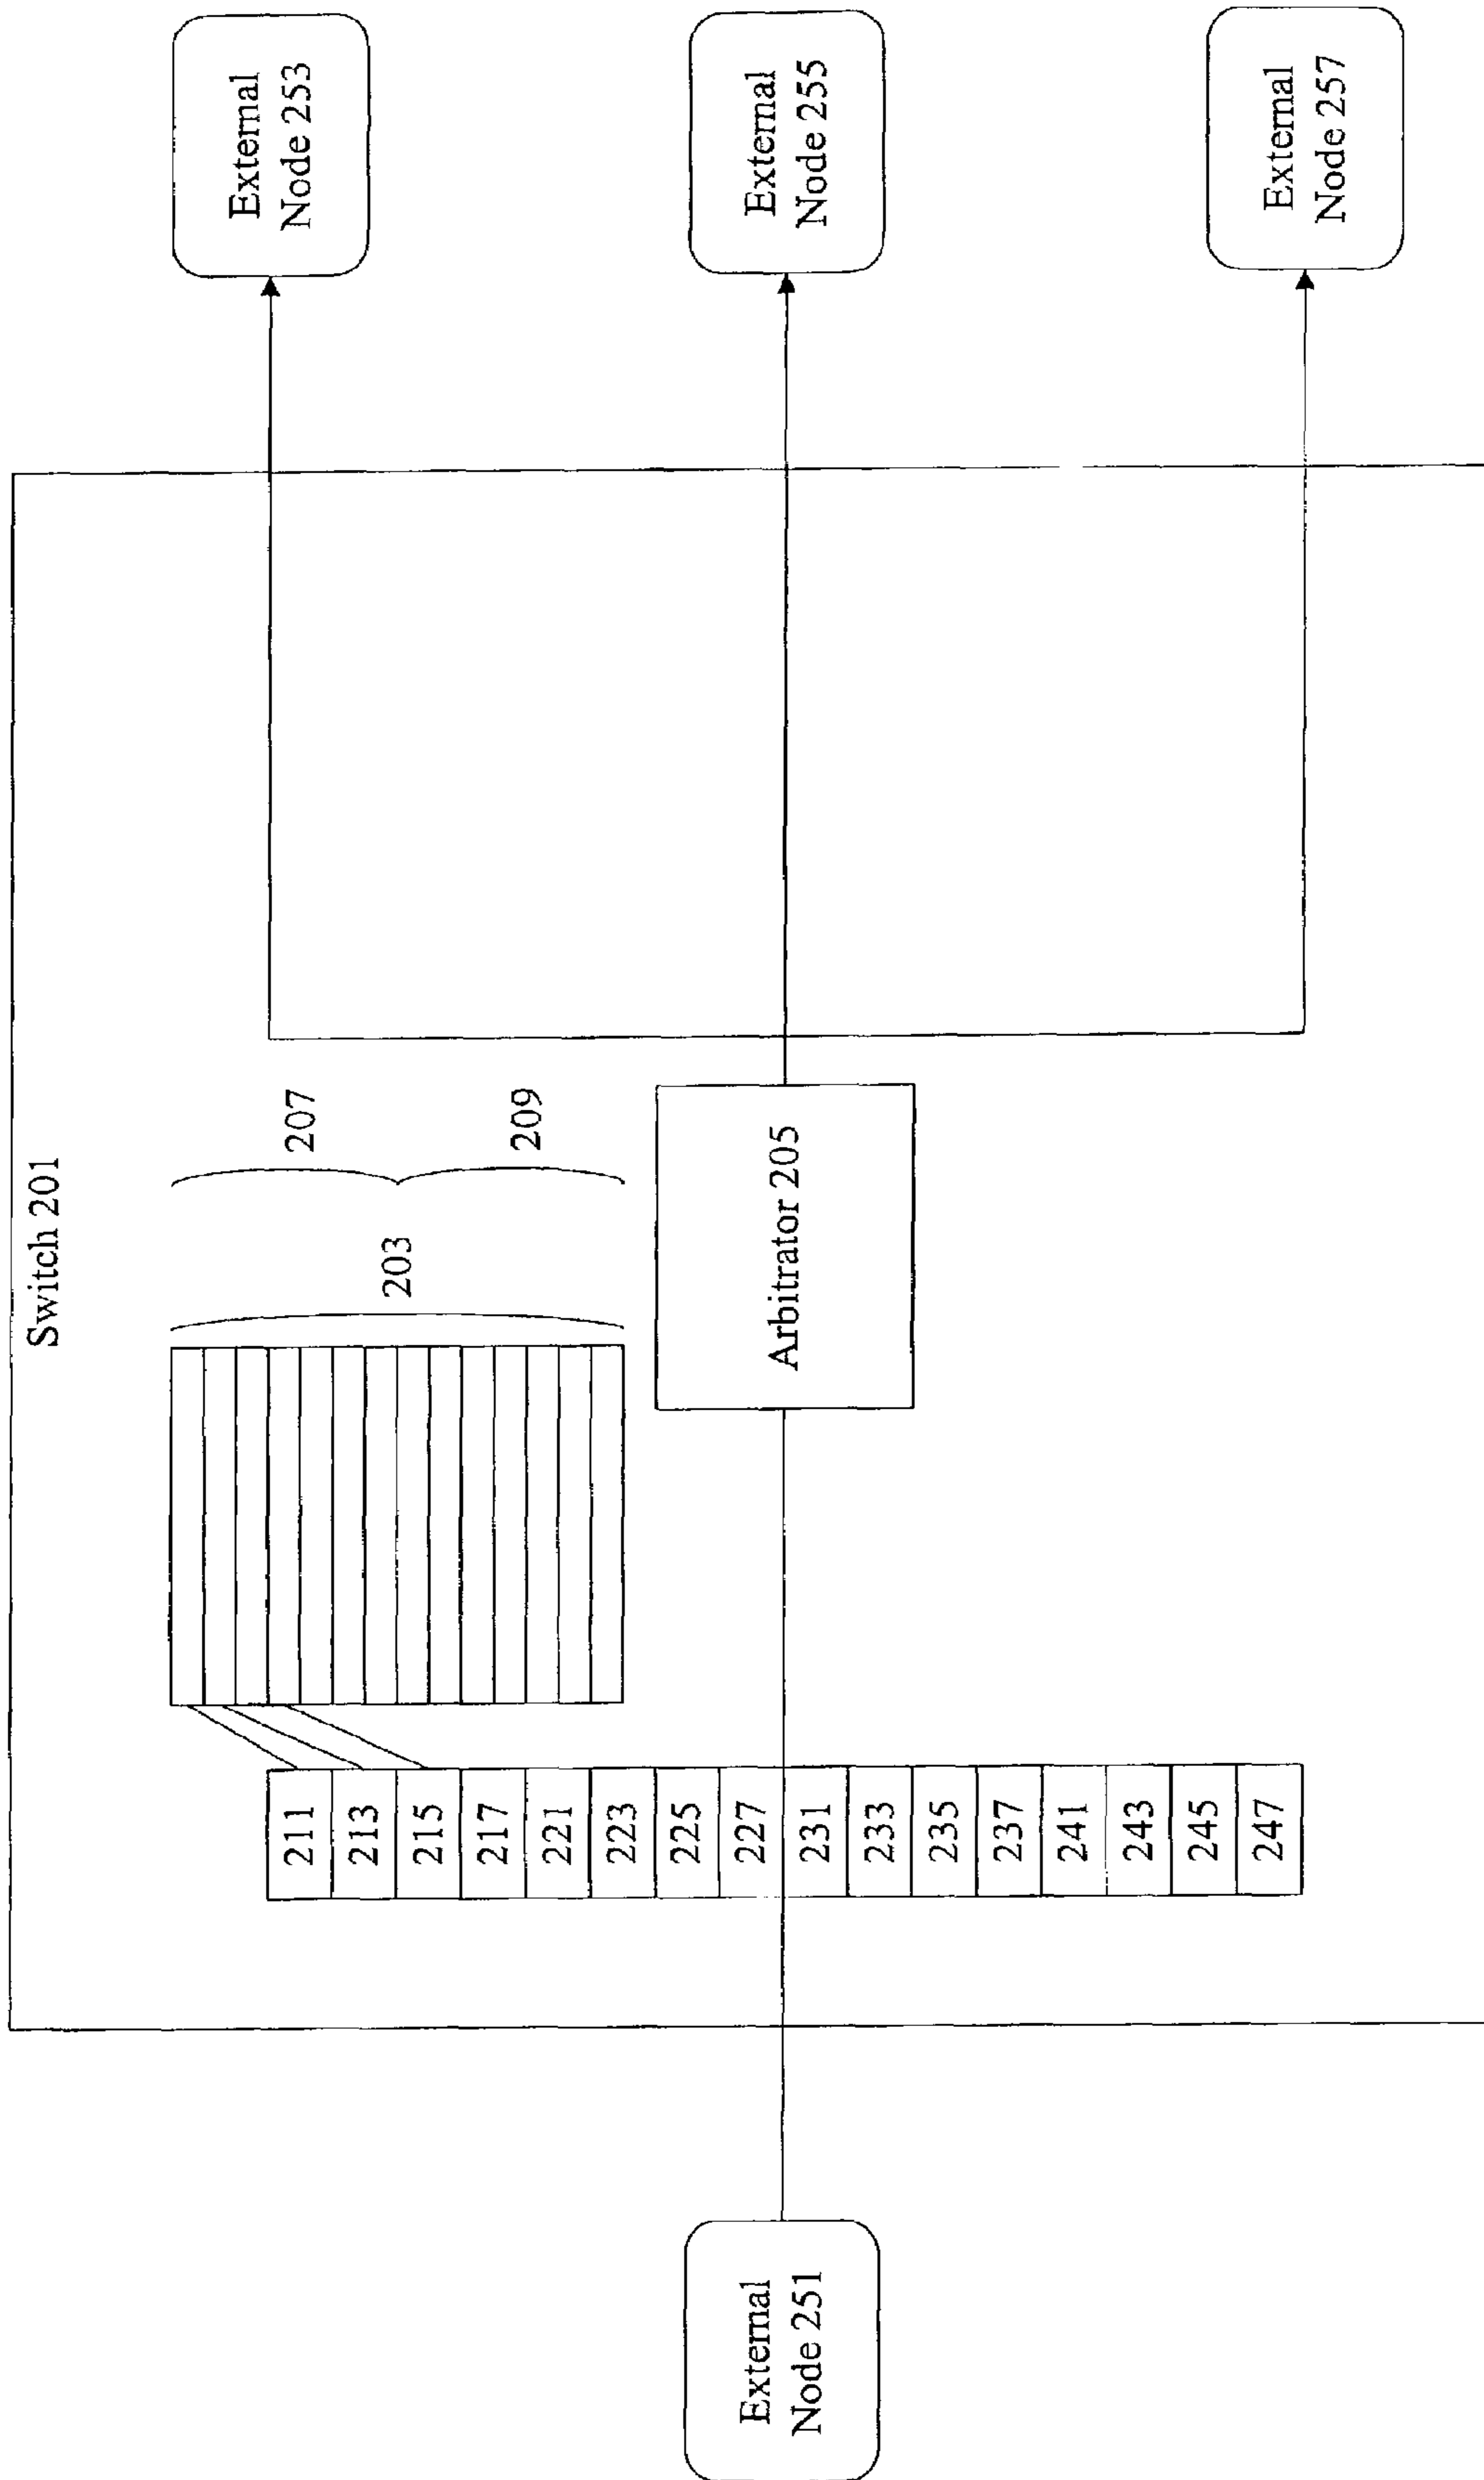 Switch 201
External
Node 251
211
213
215
217
221
223
225
227
231
233
235
237
241
243
245
247
203
207
209
Arbitrator 205
External
Node 253
External
Node 255
External
Node 257